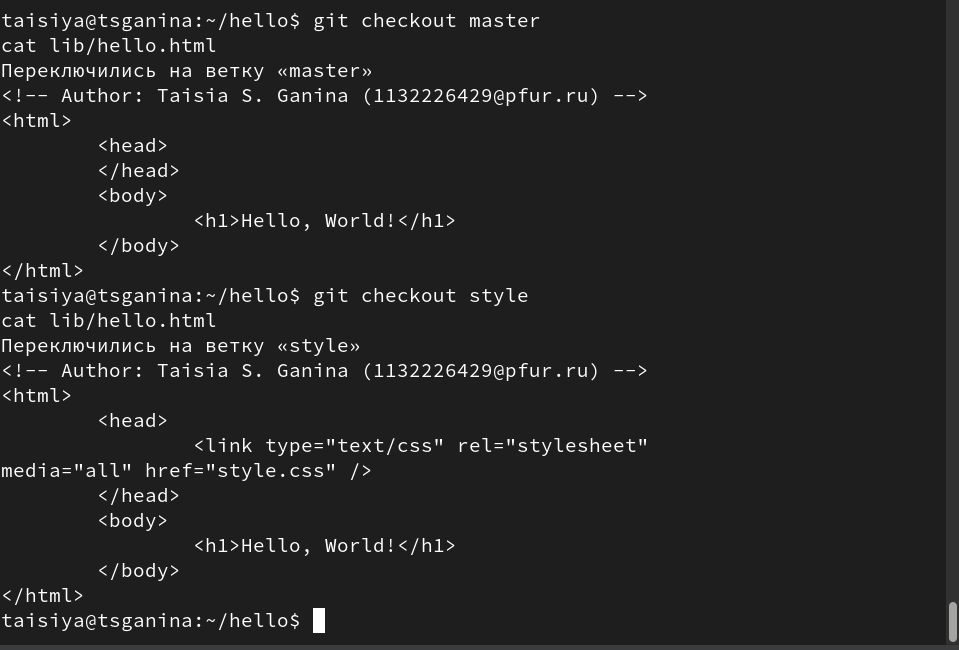 taisiya@tsganina:~/hello$ git checkout master
cat lib/hello.html
Переключились на ветку «master»
<!-- Author: Taisia S. Ganina (1132226429@pfur.ru) -->
<html>
        <head>
        </head>
        <body>
                <h1>Hello, World!</h1>
        </body>
</html>
taisiya@tsganina:~/hello$ git checkout style
cat lib/hello.html
Переключились на ветку «style»
<!-- Author: Taisia S. Ganina (1132226429@pfur.ru) -->
<html>
        <head>
                <link type="text/css" rel="stylesheet"
media="all" href="style.css" />
        </head>
        <body>
                <h1>Hello, World!</h1>
        </body>
</html>
taisiya@tsganina:~/hello$